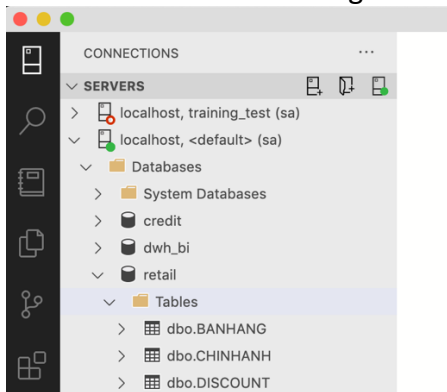 CONNECTIONS
SERVERS
localhost, training_test (sa)
localhost, <default> (sa)
Databases
System Databases
credit
dwh_bi
retail
Tables
dbo.BANHANG
dbo.CHINHANH
dbo.DISCOUNT